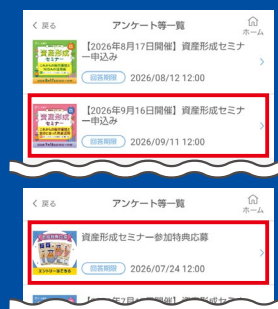 < 戻る アンケート等一覧 ホーム
資産形成
セミナー
【2026年8月17日開催】資産形成セミナ
ー申込み
回答期限 2026/08/12 12:00
資産形成
セミナー
【2026年9月16日開催】資産形成セミナ
ー申込み
回答期限 2026/09/11 12:00
< 戻る アンケート等一覧 ホーム
資産形成セミナー参加特典応募
回答期限 2026/07/24 12:00